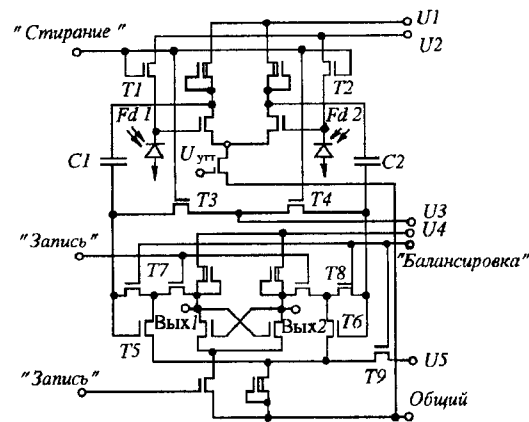 "Стирание"
U1
U2
T1
T2
Fd 1
Fd 2
C1
Uупт
C2
T3
T4
U3
U4
"Запись"
"Балансировка"
T7
T8
Вых1
Вых2
T6
T5
T9
U5
"Запись"
Общий